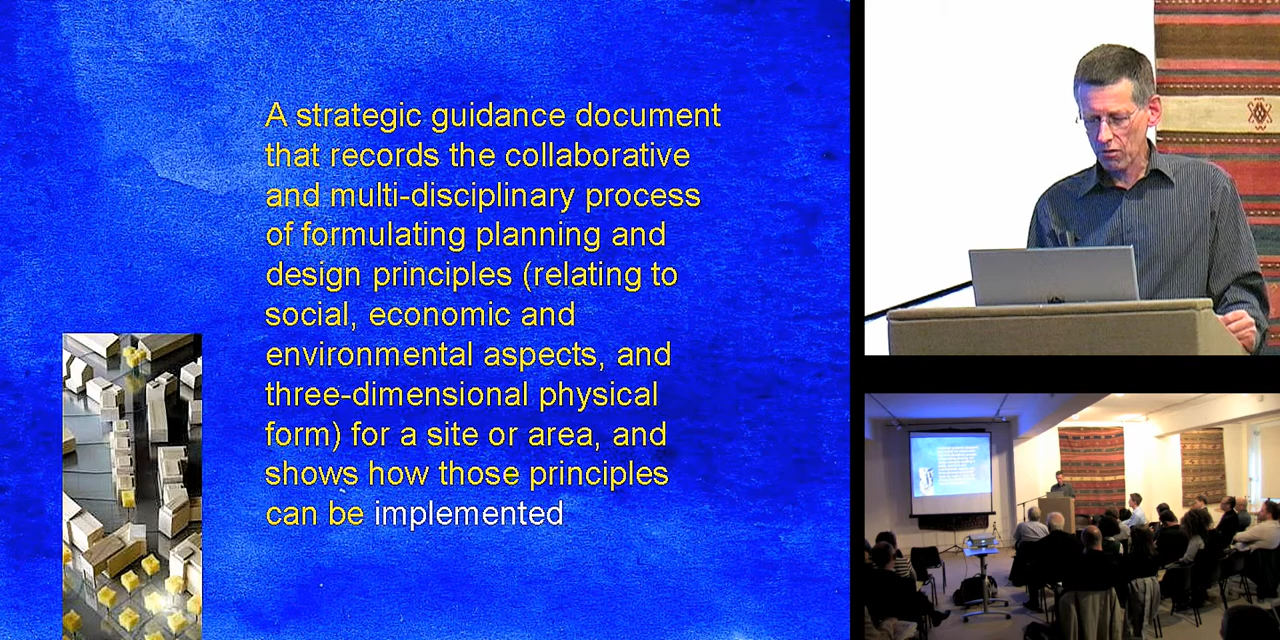 A strategic guidance document
that records the collaborative
and multi-disciplinary process
of formulating planning and
design principles (relating to
social, economic and
environmental aspects, and
three-dimensional physical
form) for a site or area, and
shows how those principles
can be implemented